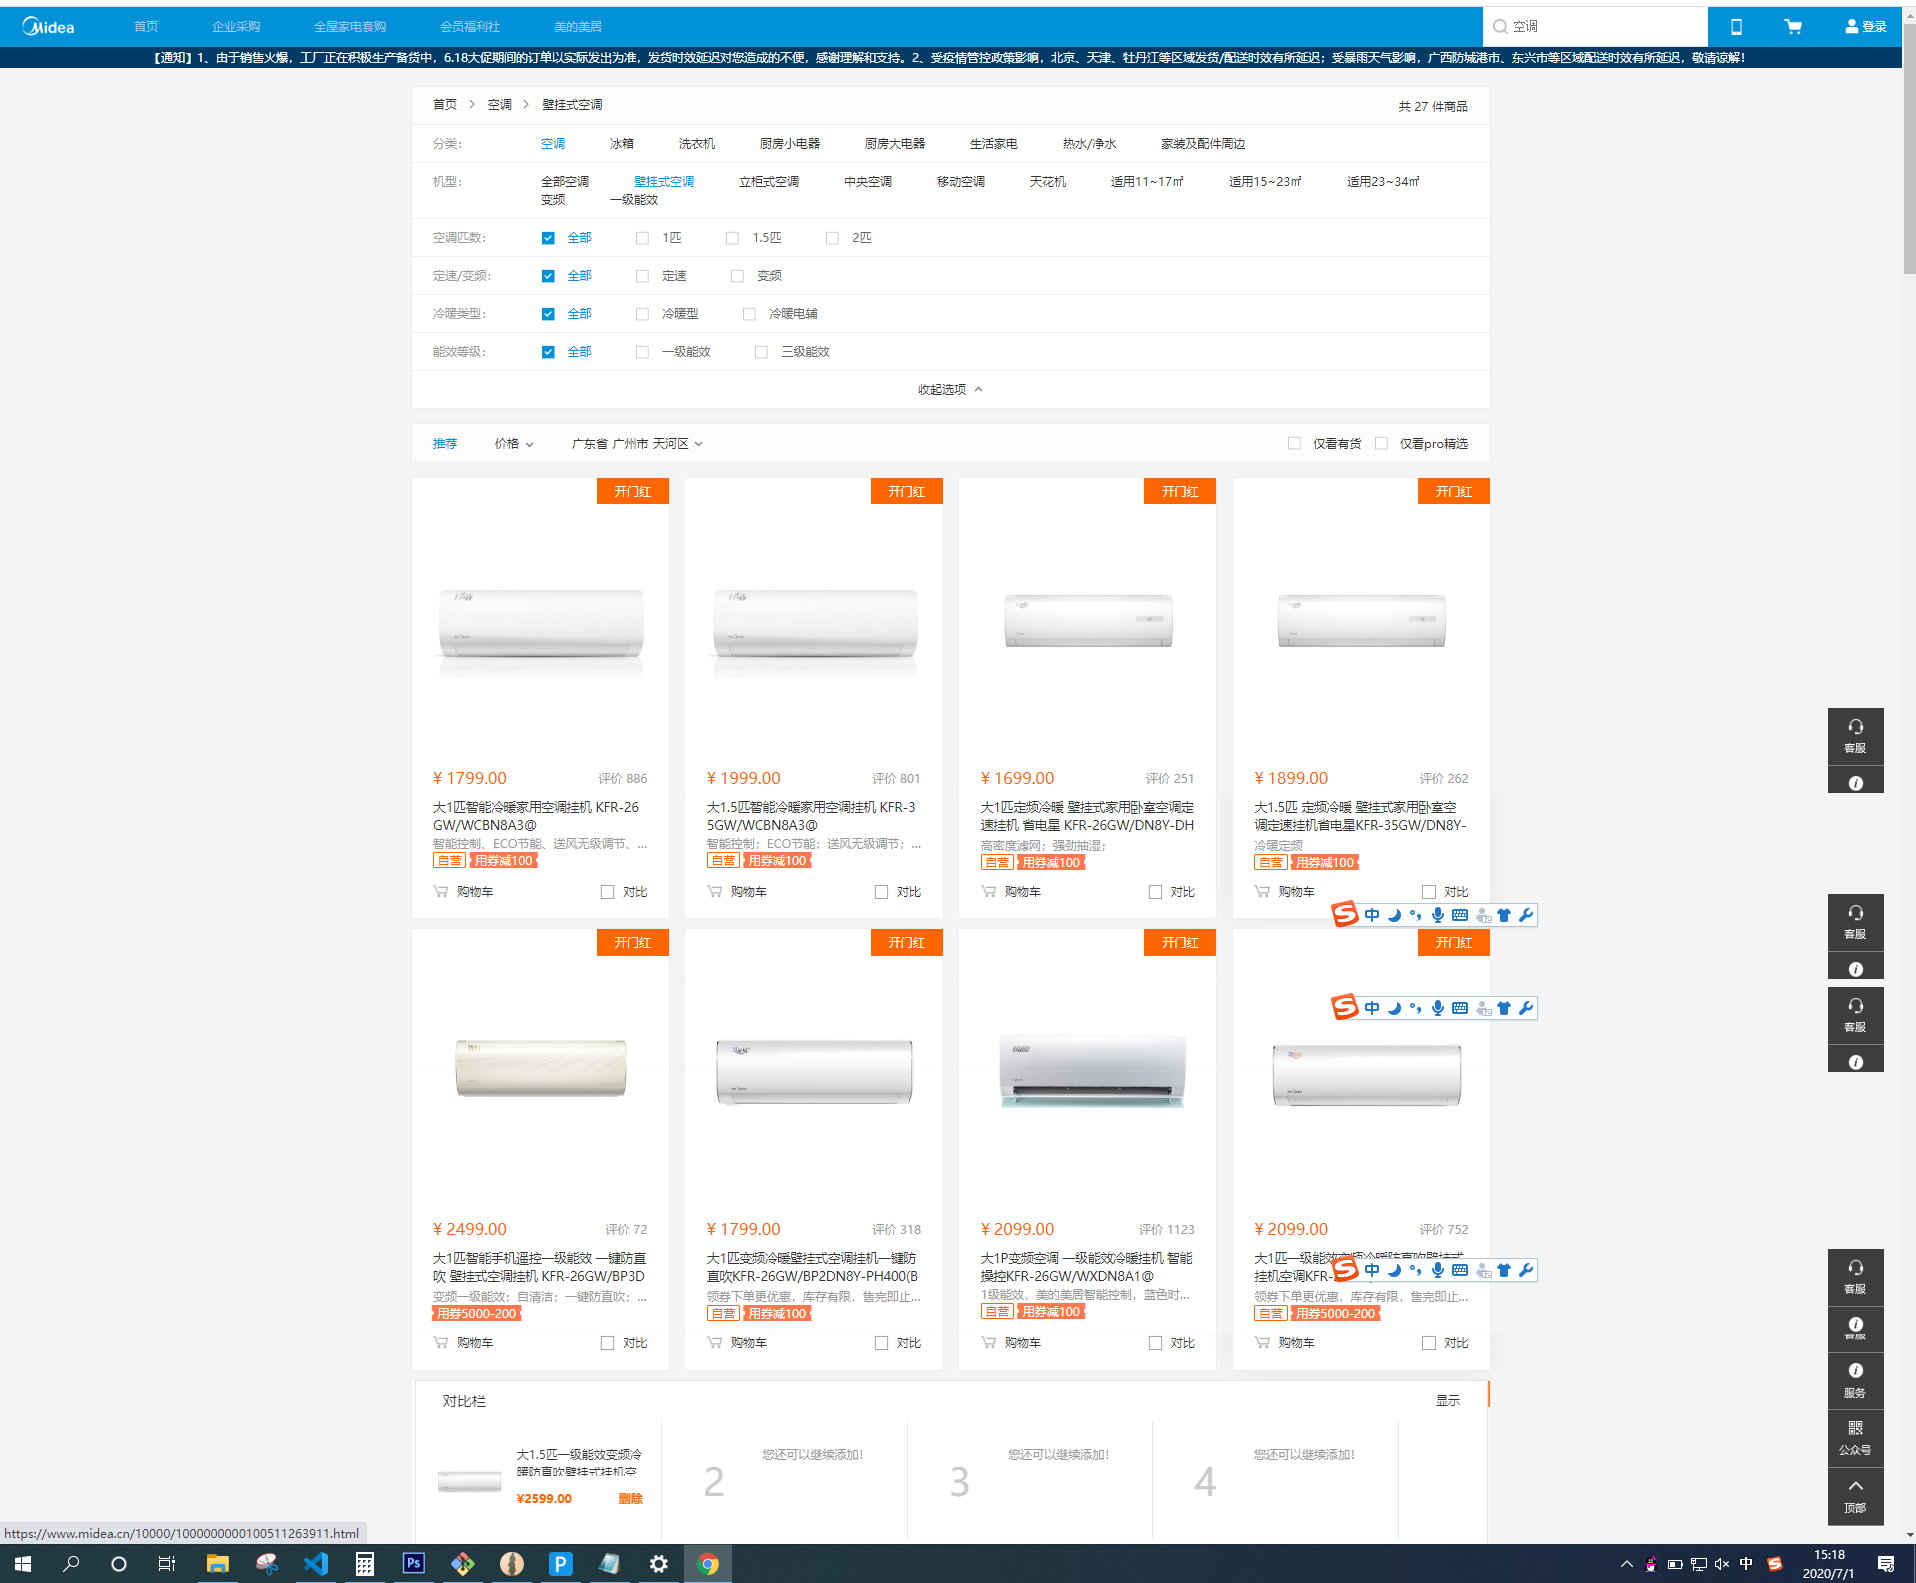 Midea 首页 企业采购 全屋家电套购 会员福利社 美的美居 空调 登录
【通知】1、由于销售火爆，工厂正在积极生产备货中，6.18大促期间的订单以实际发出为准，发货时效延迟对您造成的不便，感谢理解和支持。2、受疫情管控政策影响，北京、天津、牡丹江等区域发货/配送时效有所延迟；受暴雨天气影响，广西防城港市、东兴市等区域配送时效有所延迟，敬请谅解！
首页 > 空调 > 壁挂式空调 共 27 件商品
分类： 空调 冰箱 洗衣机 厨房小电器 厨房大电器 生活家电 热水/净水 家装及配件周边
机型： 全部空调 壁挂式空调 立柜式空调 中央空调 移动空调 天花机 适用11~17㎡ 适用15~23㎡ 适用23~34㎡
变频 一级能效
空调匹数： 全部 1匹 1.5匹 2匹
定速/变频： 全部 定速 变频
冷暖类型： 全部 冷暖型 冷暖电辅
能效等级： 全部 一级能效 三级能效
收起选项
推荐 价格 广东省 广州市 天河区 仅看有货 仅看pro精选
开门红 开门红 开门红 开门红
¥ 1799.00 评价 886
大1匹智能冷暖家用空调挂机 KFR-26
GW/WCBN8A3@
智能控制、ECO节能、送风无级调节、...
自营 用券减100
购物车 对比
¥ 1999.00 评价 801
大1.5匹智能冷暖家用空调挂机 KFR-3
5GW/WCBN8A3@
智能控制；ECO节能；送风无级调节；...
自营 用券减100
购物车 对比
¥ 1699.00 评价 251
大1匹定频冷暖 壁挂式家用卧室空调定
速挂机 省电星 KFR-26GW/DN8Y-DH
高密度滤网；强劲抽湿；
自营 用券减100
购物车 对比
¥ 1899.00 评价 262
大1.5匹 定频冷暖 壁挂式家用卧室空
调定速挂机省电星KFR-35GW/DN8Y-
冷暖定频
自营 用券减100
购物车 对比
中
开门红 开门红 开门红 开门红
中
¥ 2499.00 评价 72
大1匹智能手机遥控一级能效 一键防直
吹 壁挂式空调挂机 KFR-26GW/BP3D
变频一级能效；自清洁；一键防直吹；...
用券5000-200
购物车 对比
¥ 1799.00 评价 318
大1匹变频冷暖壁挂式空调挂机一键防
直吹KFR-26GW/BP2DN8Y-PH400(B
领券下单更优惠，库存有限，售完即止...
自营 用券减100
购物车 对比
¥ 2099.00 评价 1123
大1P变频空调 一级能效冷暖挂机 智能
操控KFR-26GW/WXDN8A1@
1级能效，美的美居智能控制，蓝色时...
自营 用券减100
购物车 对比
¥ 2099.00 评价 752
大1匹一级能效变频冷暖防直吹壁挂式
挂机空调KFR-
中
领券下单更优惠，库存有限，售完即止...
自营 用券5000-200
购物车 对比
对比栏 显示
大1.5匹一级能效变频冷
暖防直吹壁挂式挂机空
¥2599.00 删除
2 您还可以继续添加！
3 您还可以继续添加！
4 您还可以继续添加！
客服
客服
客服
客服
客服
服务
公众号
顶部
https://www.midea.cn/10000/10000000000100511263911.html
Ps P 中 15:18
2020/7/1